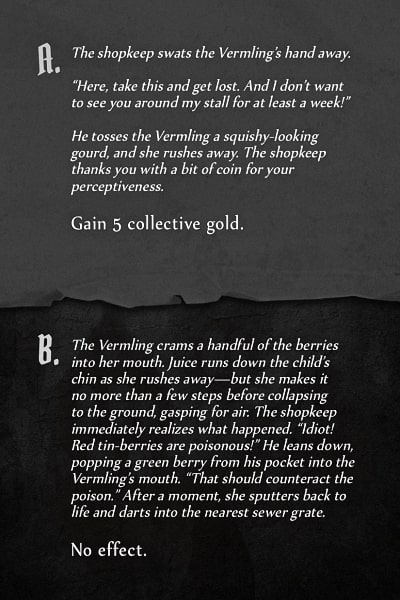 A. The shopkeep swats the Vermling's hand away.
"Here, take this and get lost. And I don't want
to see you around my stall for at least a week!"
He tosses the Vermling a squishy-looking
gourd, and she rushes away. The shopkeep
thanks you with a bit of coin for your
perceptiveness.
Gain 5 collective gold.
B. The Vermling crams a handful of the berries
into her mouth. Juice runs down the child's
chin as she rushes away—but she makes it
no more than a few steps before collapsing
to the ground, gasping for air. The shopkeep
immediately realizes what happened. "Idiot!
Red tin-berries are poisonous!" He leans down,
popping a green berry from his pocket into the
Vermling's mouth. "That should counteract the
poison." After a moment, she sputters back to
life and darts into the nearest sewer grate.
No effect.